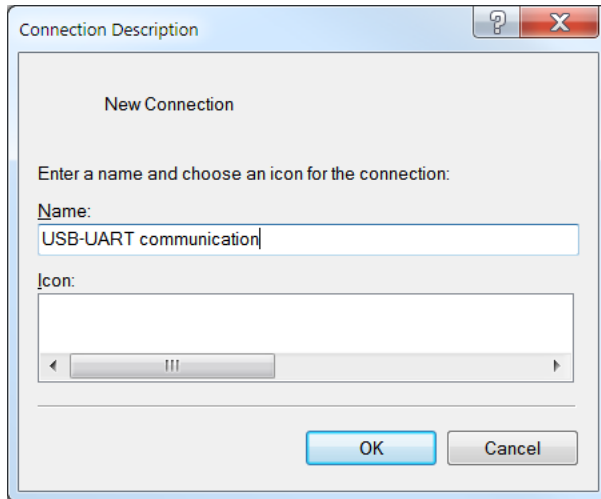 Connection Description
New Connection
Enter a name and choose an icon for the connection:
Name:
USB-UART communication
Icon:
OK Cancel